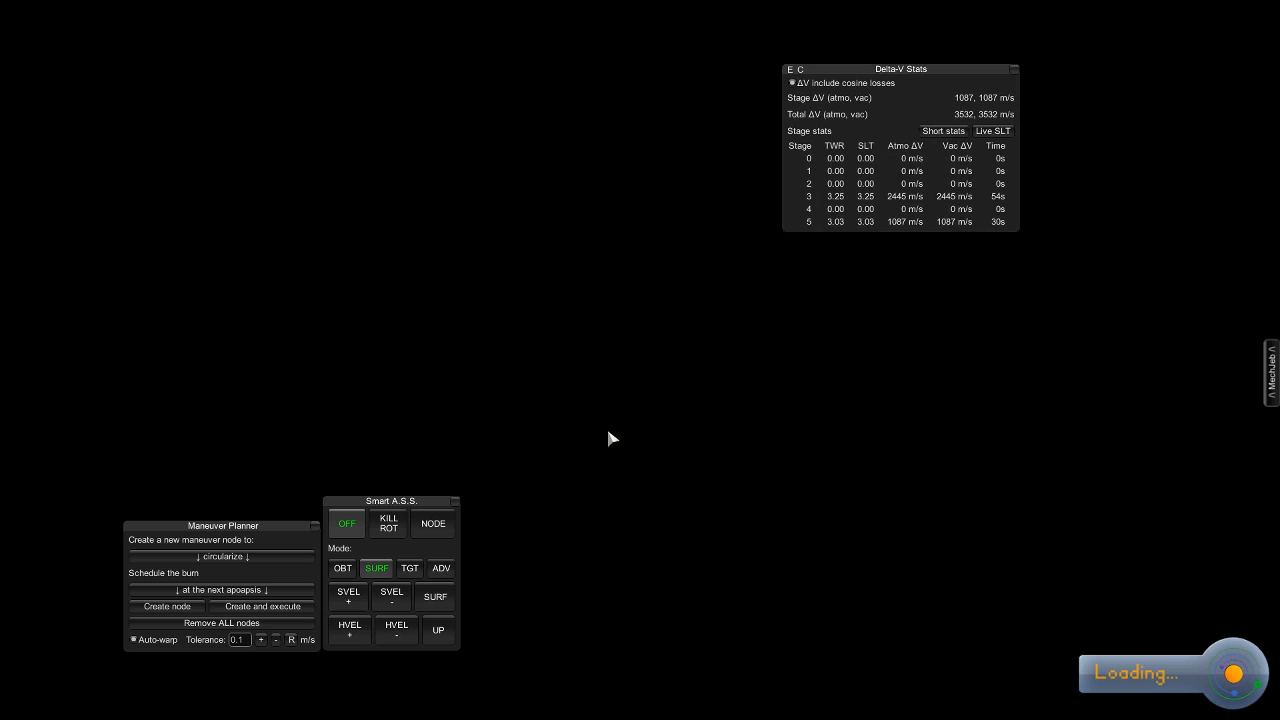 E C Delta-V Stats
ΔV include cosine losses
Stage ΔV (atmo, vac) 1087, 1087 m/s
Total ΔV (atmo, vac) 3532, 3532 m/s
Stage stats Short stats Live SLT
Stage TWR SLT Atmo ΔV Vac ΔV Time
0 0.00 0.00 0 m/s 0 m/s 0s
1 0.00 0.00 0 m/s 0 m/s 0s
2 0.00 0.00 0 m/s 0 m/s 0s
3 3.25 3.25 2445 m/s 2445 m/s 54s
4 0.00 0.00 0 m/s 0 m/s 0s
5 3.03 3.03 1087 m/s 1087 m/s 30s
< MechJeb <
Smart A.S.S.
OFF KILL ROT NODE
Mode:
OBT SURF TGT ADV
SVEL + SVEL - SURF
HVEL + HVEL - UP
Maneuver Planner
Create a new maneuver node to:
↓ circularize ↓
Schedule the burn
↓ at the next apoapsis ↓
Create node Create and execute
Remove ALL nodes
Auto-warp Tolerance: 0.1 + - R m/s
Loading...